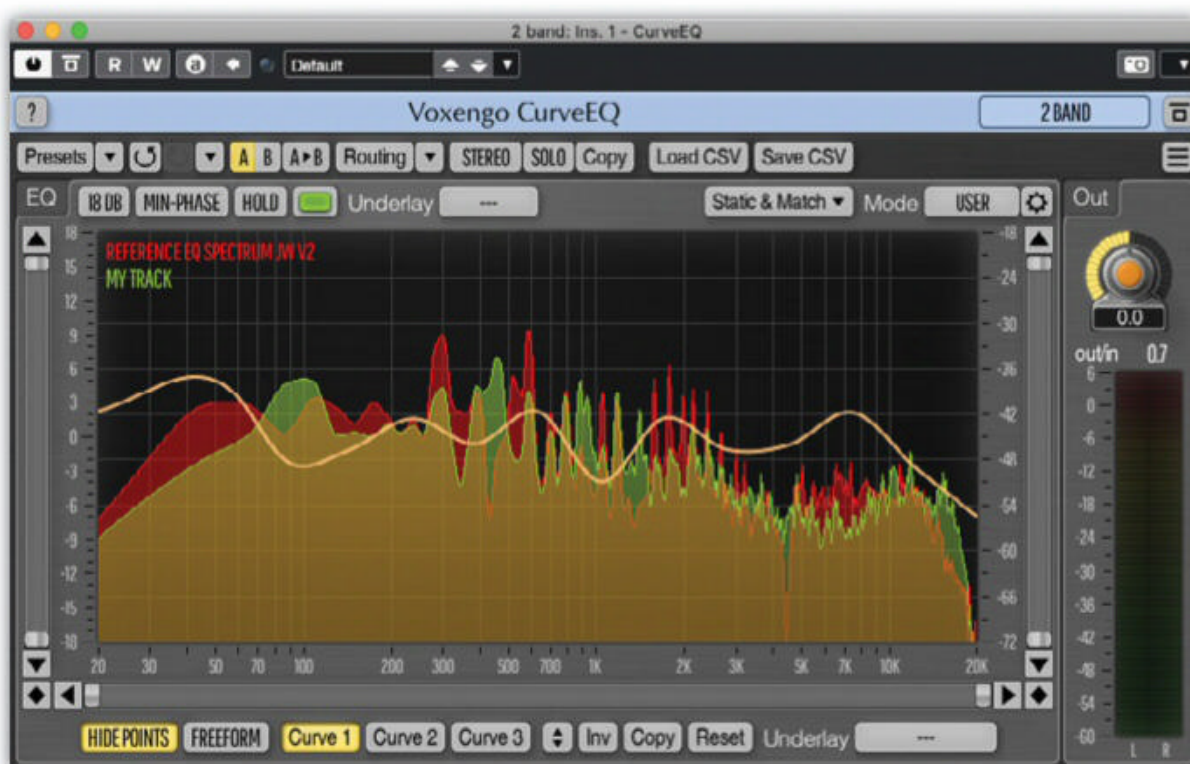 2 band: Ins. 1 - CurveEQ
R W a Default
? Voxengo CurveEQ 2 BAND
Presets A B A▸B Routing STEREO SOLO Copy Load CSV Save CSV
EQ 18 DB MIN-PHASE HOLD Underlay --- Static & Match Mode USER Out
REFERENCE EQ SPECTRUM JW V2
MY TRACK
18 15 12 9 6 3 0 -3 -6 -9 -12 -15 -18
-18 -24 -30 -36 -42 -48 -54 -60 -66 -72
0.0
out/in 0.7
6 0 -6 -12 -18 -24 -30 -36 -42 -48 -54 -60
L R
20 30 50 70 100 200 300 500 700 1K 2K 3K 5K 7K 10K 20K
HIDE POINTS FREEFORM Curve 1 Curve 2 Curve 3 Inv Copy Reset Underlay ---